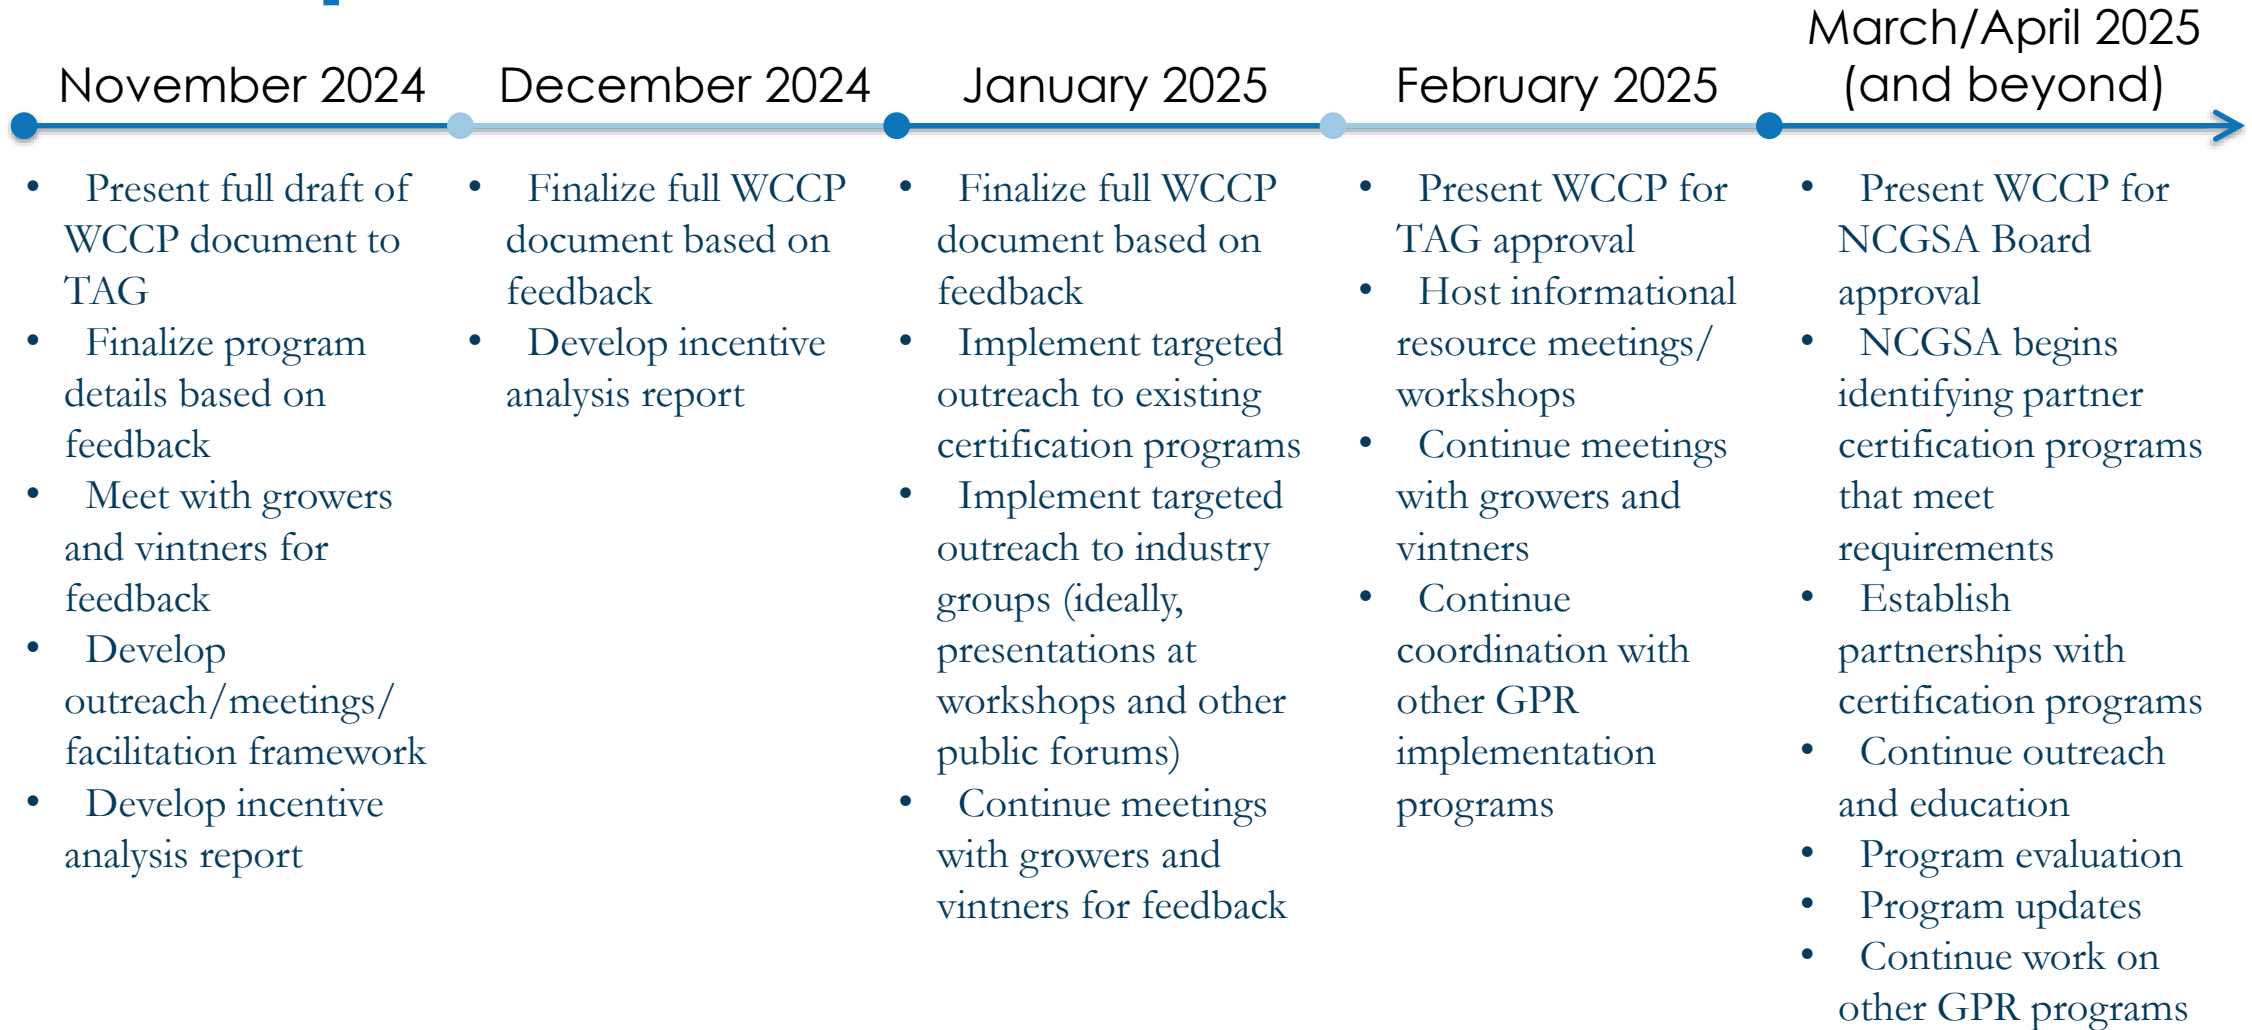 November 2024
Present full draft of
WCCP document to
TAG
Finalize program
details based on
feedback
Meet with growers
and vintners for
feedback
Develop
outreach/meetings/
facilitation framework
Develop incentive
analysis report
December 2024
Finalize full WCCP
document based on
feedback
Develop incentive
analysis report
January 2025
Finalize full WCCP
document based on
feedback
Implement targeted
outreach to existing
certification programs
Implement targeted
outreach to industry
groups (ideally,
presentations at
workshops and other
public forums)
Continue meetings
with growers and
vintners for feedback
February 2025
Present WCCP for
TAG approval
Host informational
resource meetings/
workshops
Continue meetings
with growers and
vintners
Continue
coordination with
other GPR
implementation
programs
March/April 2025
(and beyond)
Present WCCP for
NCGSA Board
approval
NCGSA begins
identifying partner
certification programs
that meet
requirements
Establish
partnerships with
certification programs
Continue outreach
and education
Program evaluation
Program updates
Continue work on
other GPR programs